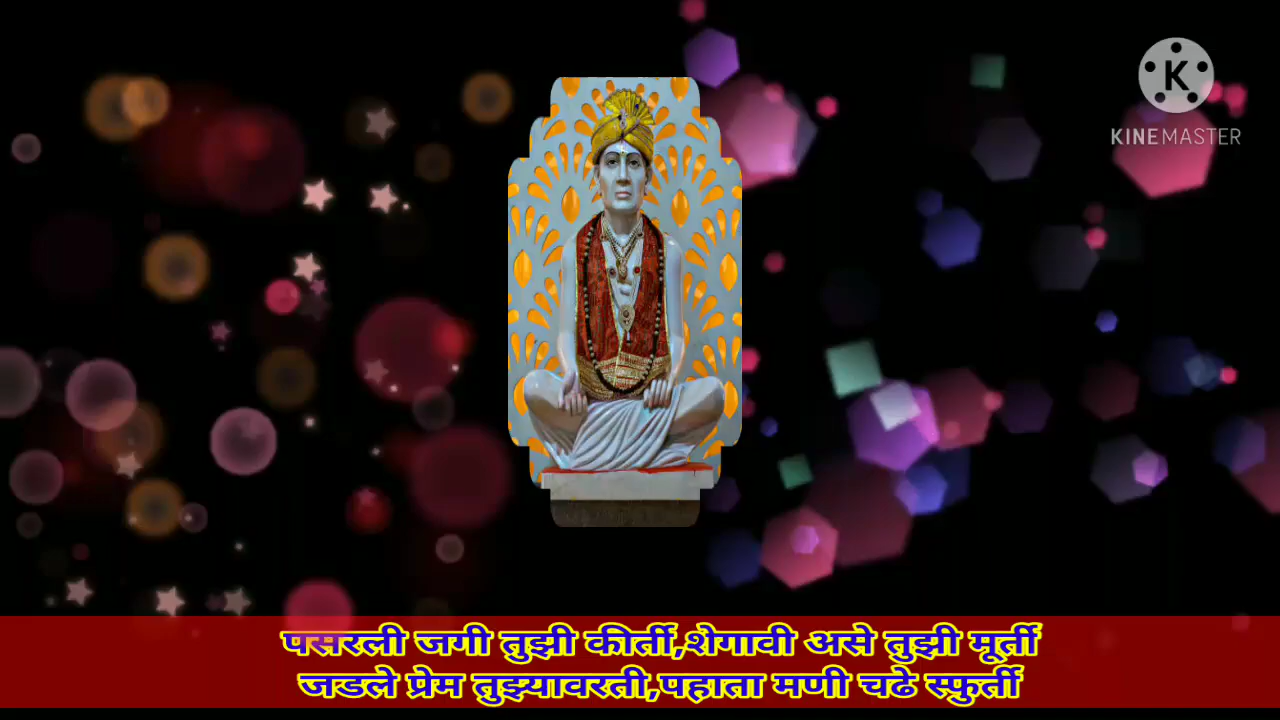 K
KINEMASTER
पसरली जगी तुझी कीर्ती,शेगावी असे तुझी मूर्ती
जडले प्रेम तुझ्यावरती,पहाता मणी चढे स्फुर्ती